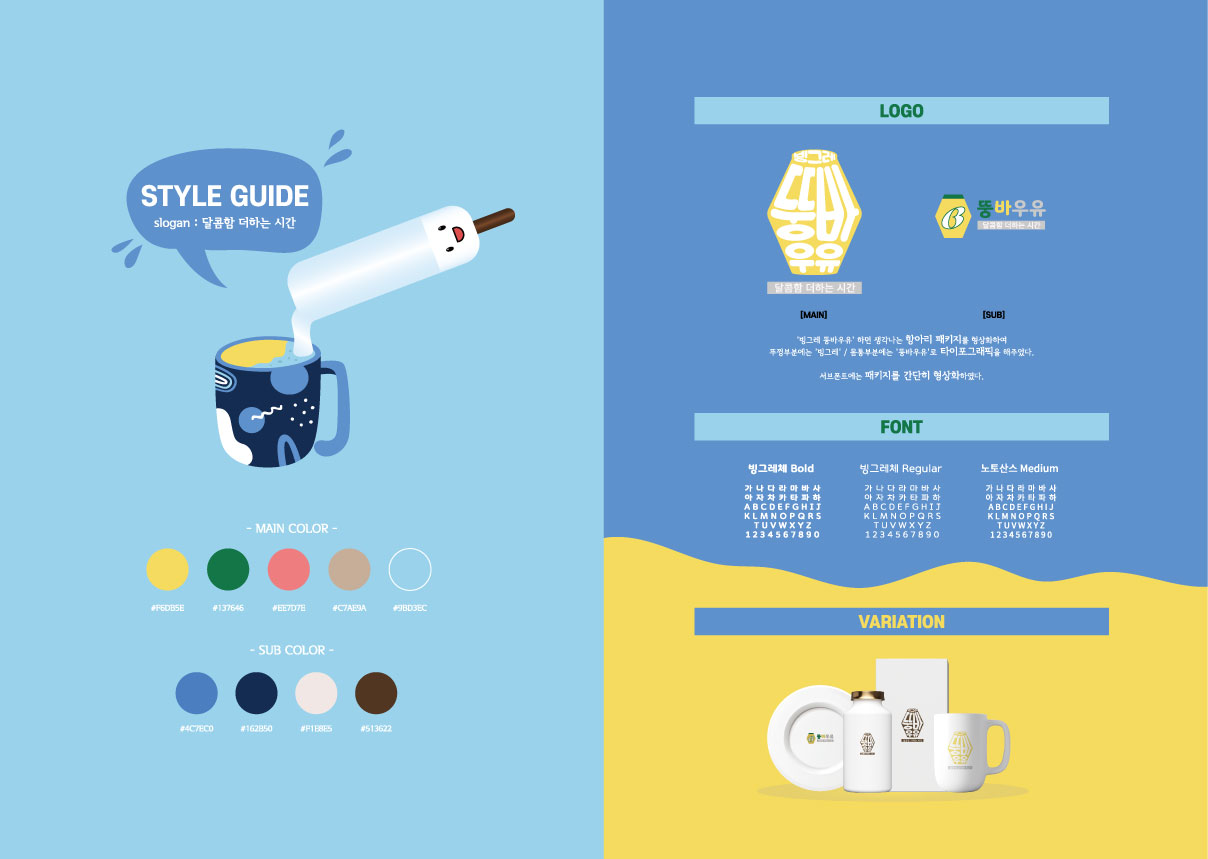 STYLE GUIDE
slogan : 달콤함 더하는 시간
- MAIN COLOR -
#F6DB5E #137646 #EE7D7E #C7AE9A #9BD3EC
- SUB COLOR -
#4C7EC0 #162B50 #F1E8E5 #513622
LOGO
빙그레
뚱바
우유
달콤함 더하는 시간
B
뚱바우유
달콤함 더하는 시간
[MAIN] [SUB]
'빙그레 뚱바우유' 하면 생각나는 항아리 패키지를 형상화하여
뚜껑부분에는 '빙그레' / 몸통부분에는 '뚱바우유'로 타이포그래픽을 해주었다.
서브폰트에는 패키지를 간단히 형상화하였다.
FONT
빙그레체 Bold
가 나 다 라 마 바 사
아 자 차 카 타 파 하
A B C D E F G H I J
K L M N O P Q R S
T U V W X Y Z
1 2 3 4 5 6 7 8 9 0
빙그레체 Regular
가 나 다 라 마 바 사
아 자 차 카 타 파 하
A B C D E F G H I J
K L M N O P Q R S
T U V W X Y Z
1 2 3 4 5 6 7 8 9 0
노토산스 Medium
가 나 다 라 마 바 사
아 자 차 카 타 파 하
A B C D E F G H I J
K L M N O P Q R S
T U V W X Y Z
1 2 3 4 5 6 7 8 9 0
VARIATION
뚱바우유